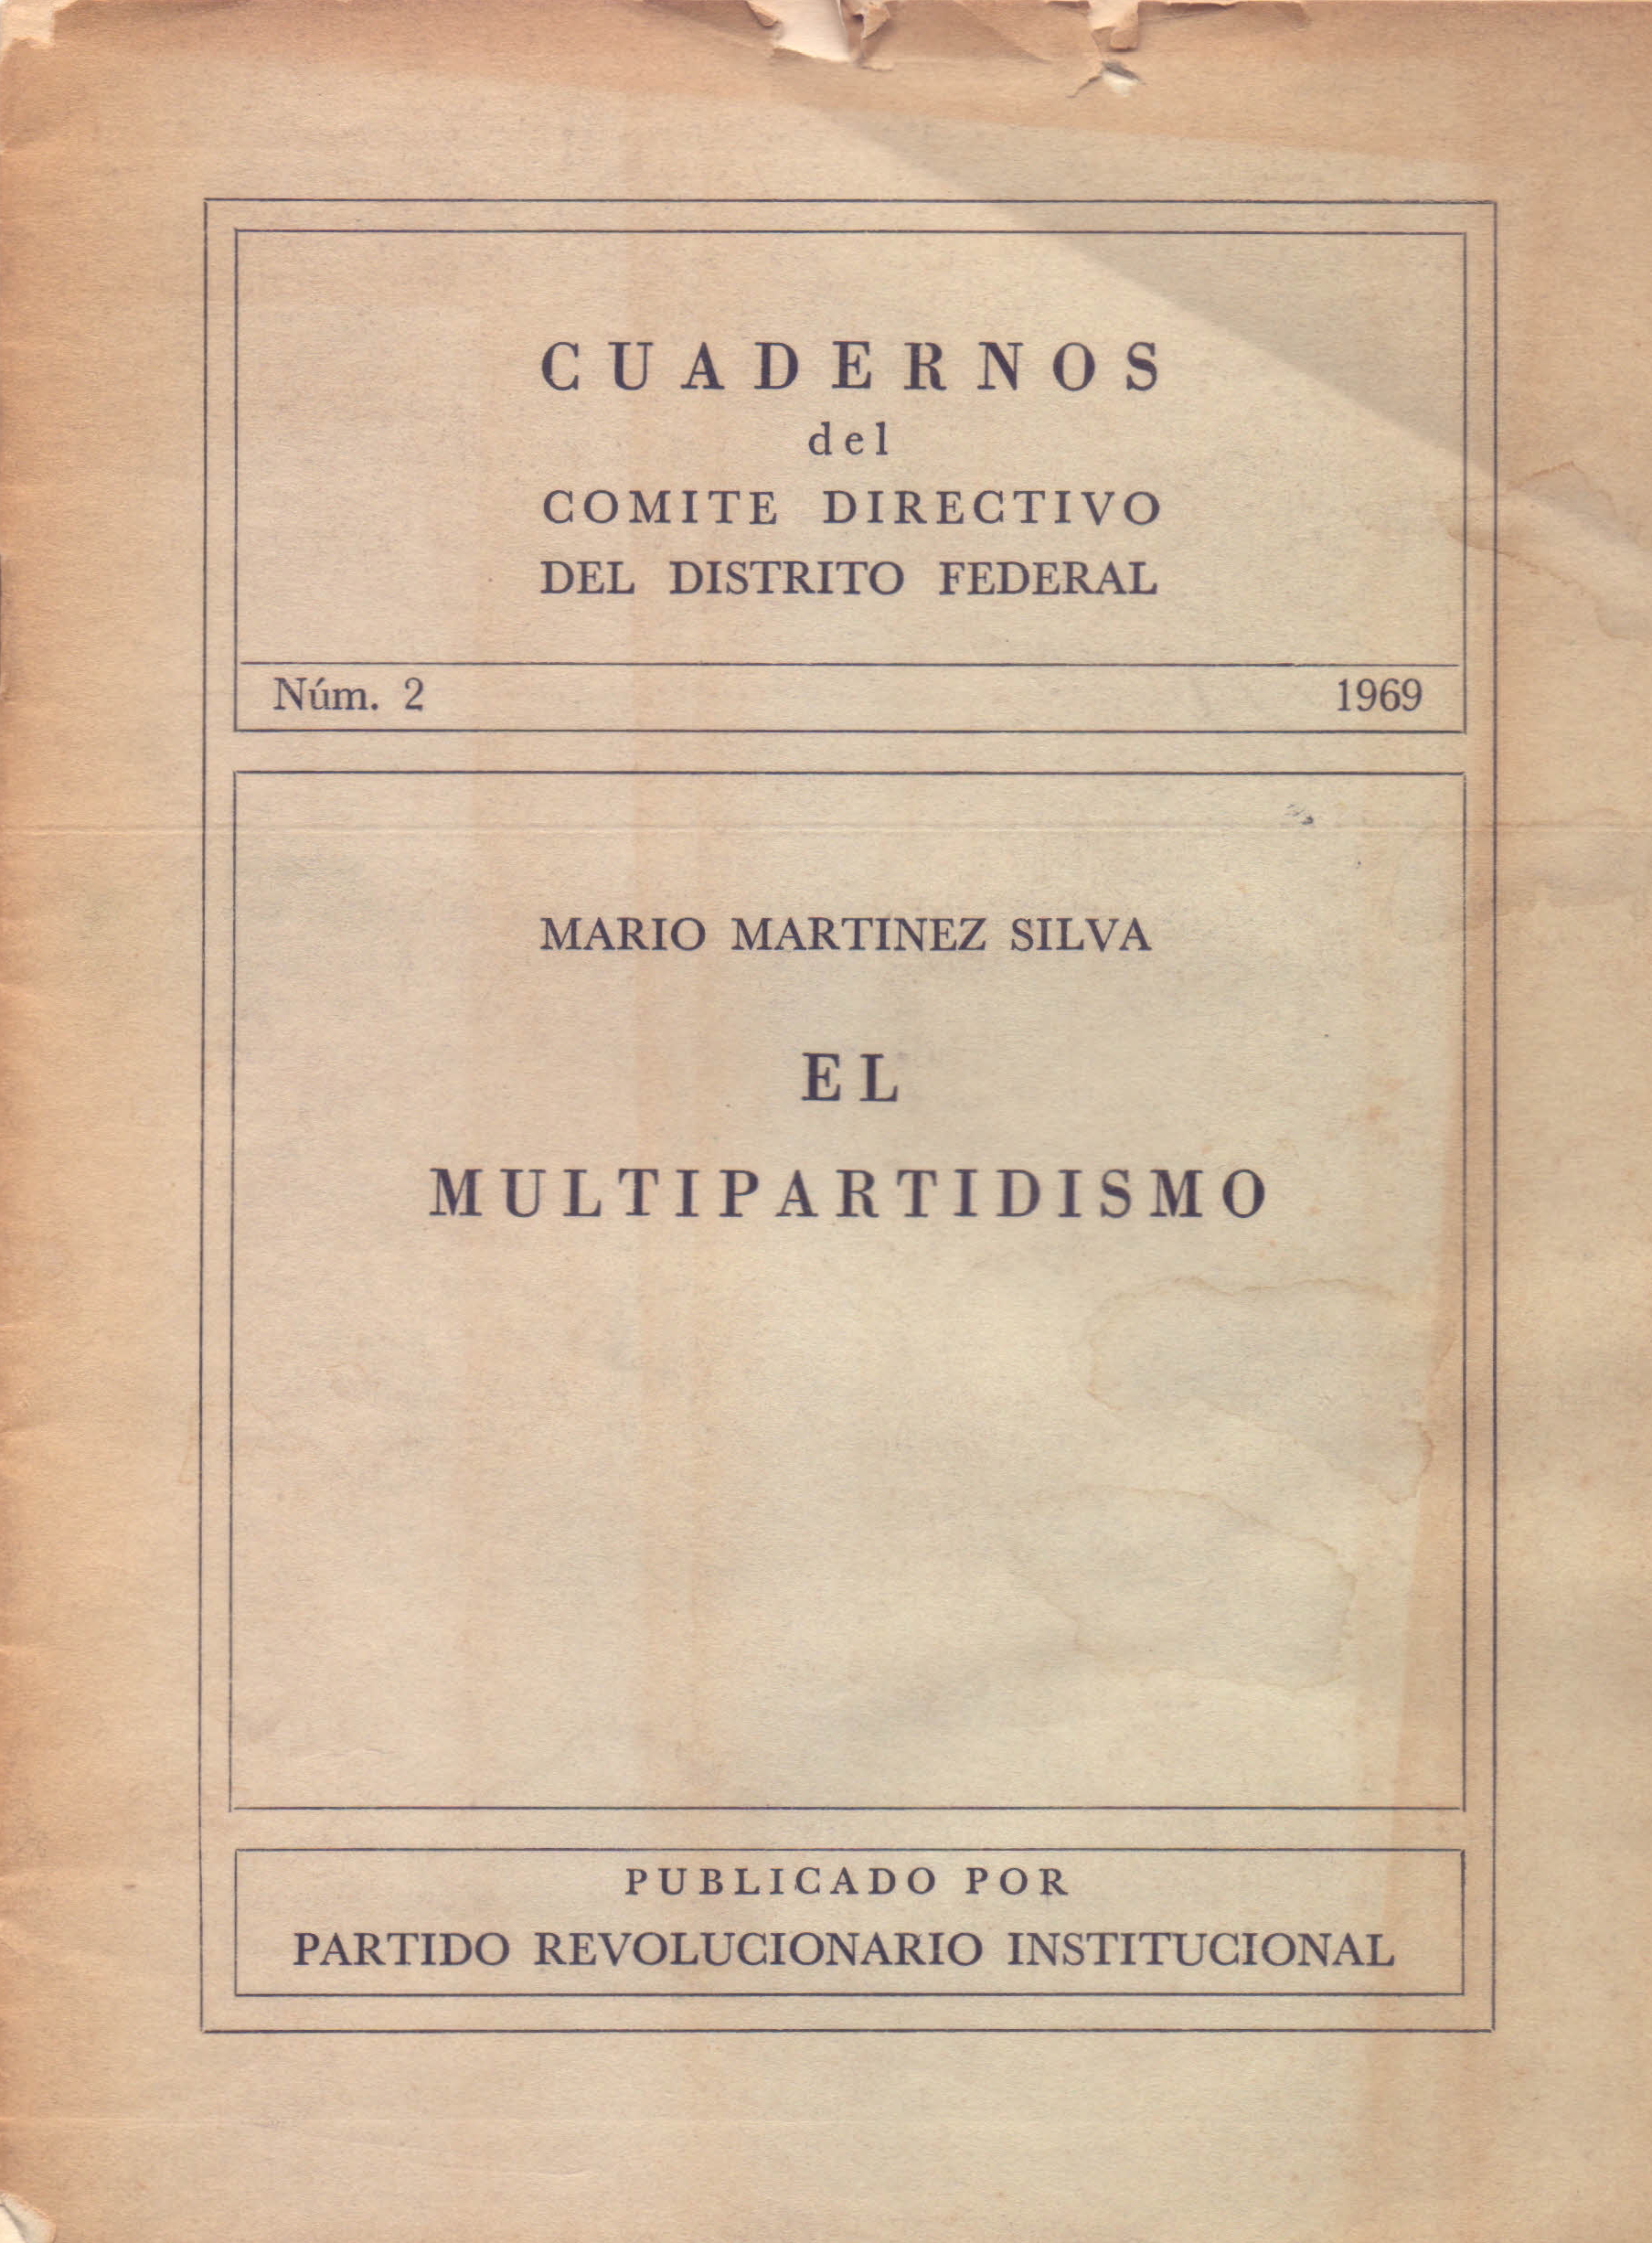 CUADERNOS
del
COMITE DIRECTIVO
DEL DISTRITO FEDERAL
Núm. 2 1969
MARIO MARTINEZ SILVA
EL
MULTIPARTIDISMO
PUBLICADO POR
PARTIDO REVOLUCIONARIO INSTITUCIONAL